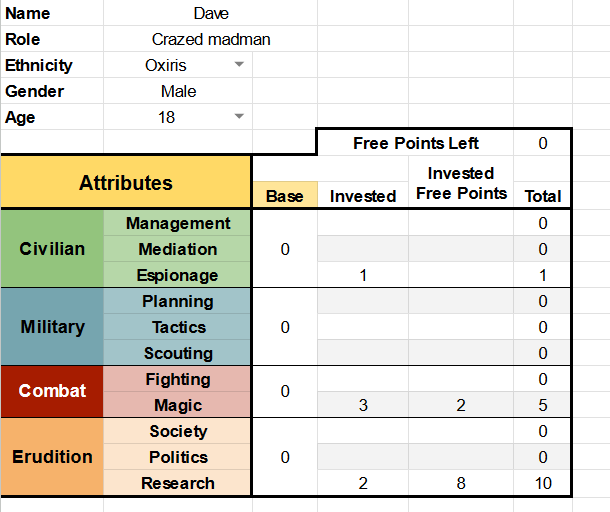 Name Dave
Role Crazed madman
Ethnicity Oxiris
Gender Male
Age 18
Free Points Left 0
Attributes Base Invested Invested Free Points Total
Civilian 0
Management 0
Mediation 0
Espionage 1 1
Military 0
Planning 0
Tactics 0
Scouting 0
Combat 0
Fighting 0
Magic 3 2 5
Erudition 0
Society 0
Politics 0
Research 2 8 10